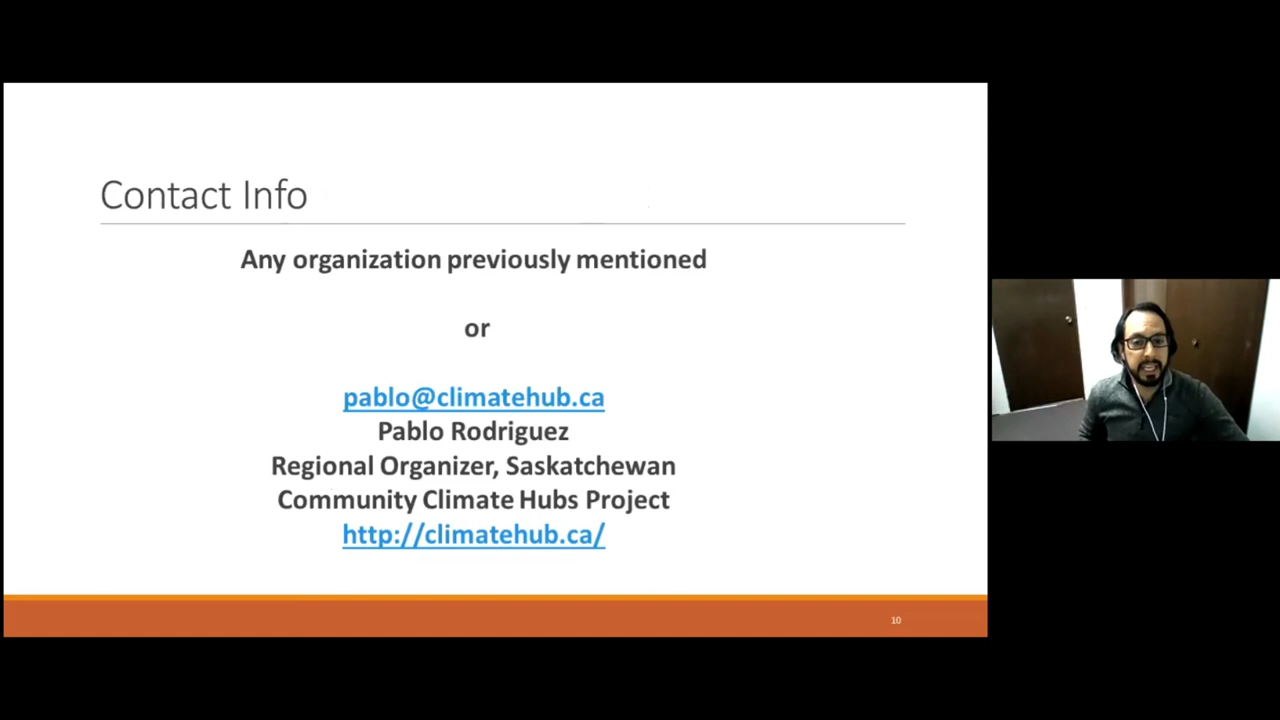 Contact Info
Any organization previously mentioned
or
pablo@climatehub.ca
Pablo Rodriguez
Regional Organizer, Saskatchewan
Community Climate Hubs Project
http://climatehub.ca/
10